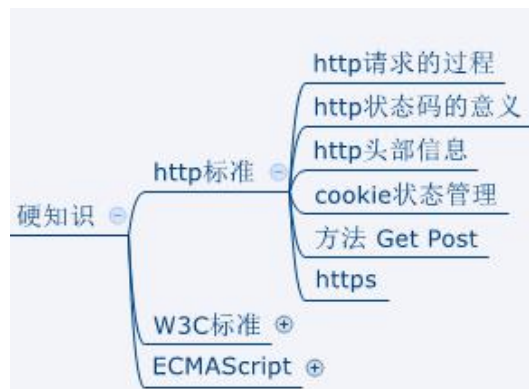 http请求的过程
http状态码的意义
http头部信息
http标准
cookie状态管理
硬知识
方法 Get Post
https
W3C标准
ECMAScript